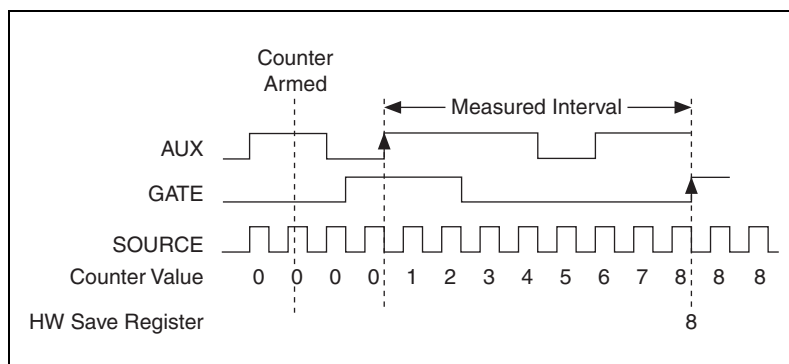 Counter
Armed
Measured Interval
AUX
GATE
SOURCE
Counter Value 0 0 0 0 1 2 3 4 5 6 7 8 8 8
HW Save Register 8